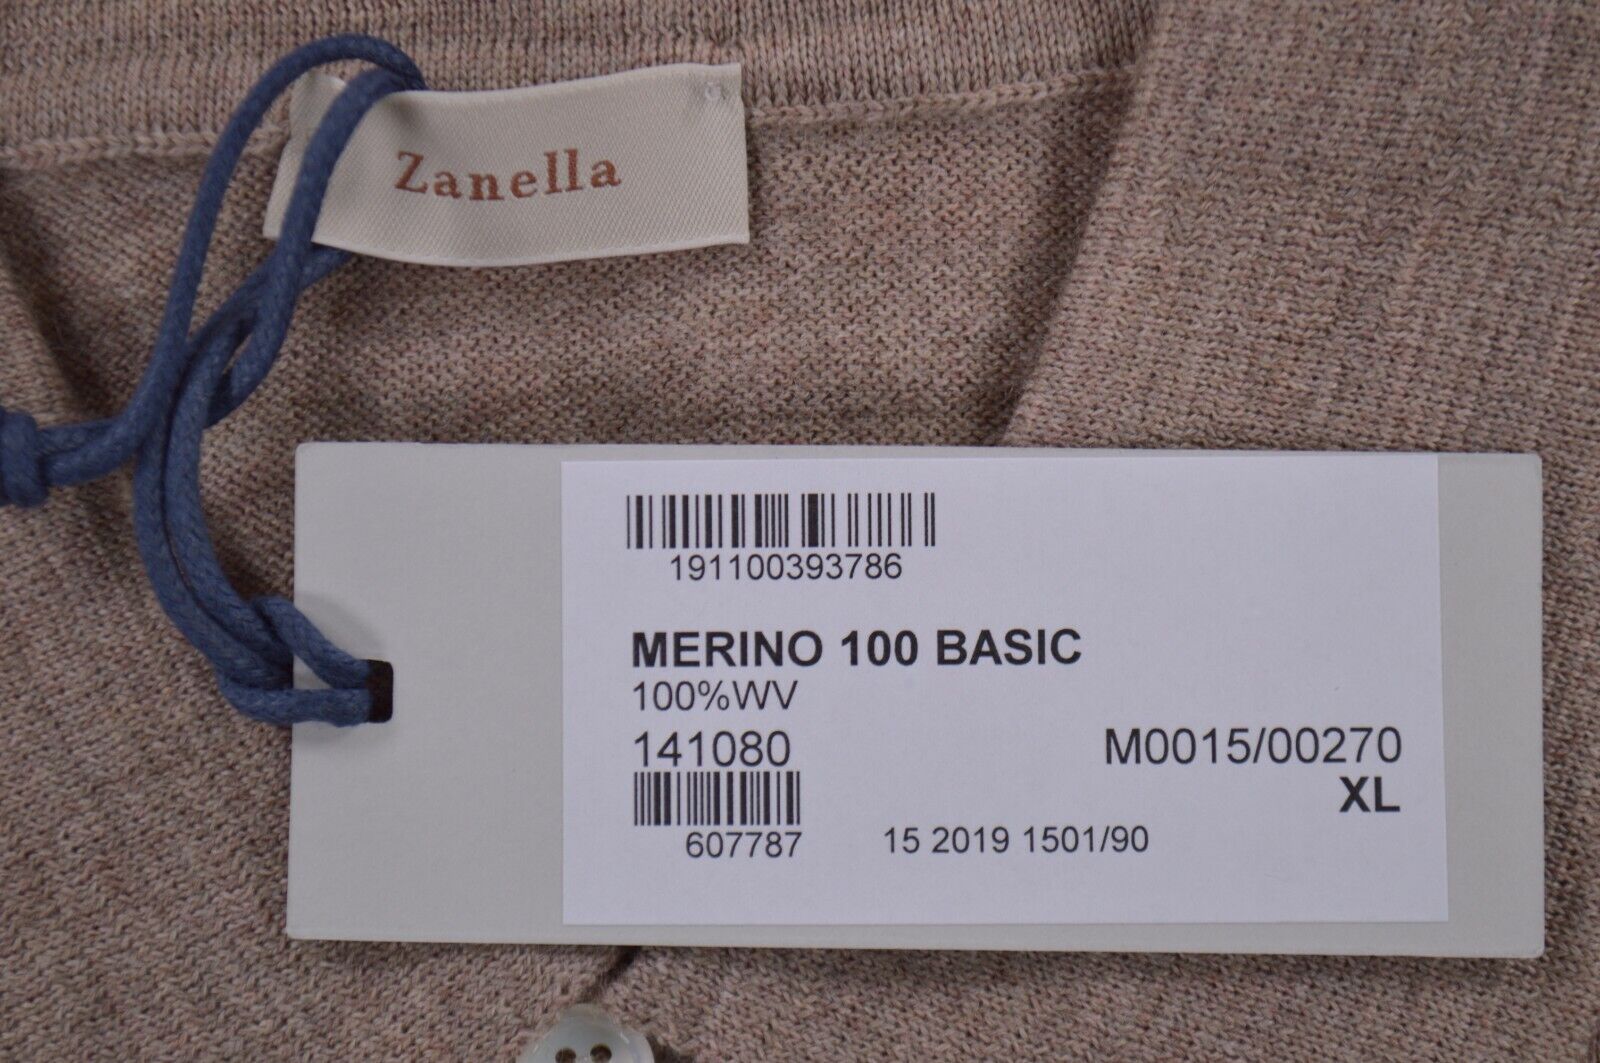 Zanella
191100393786
MERINO 100 BASIC
100%WV
141080
M0015/00270
XL
607787
15 2019 1501/90